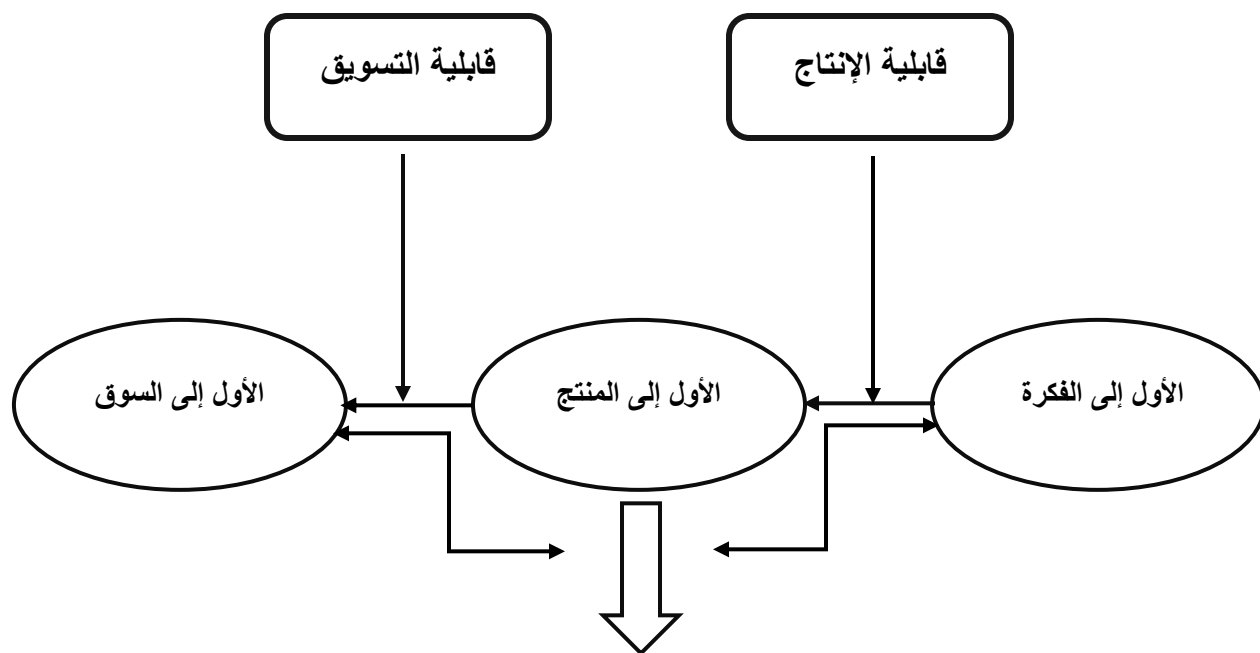 قابلية الإنتاج
قابلية التسويق
الأول إلى الفكرة
الأول إلى المنتج
الأول إلى السوق